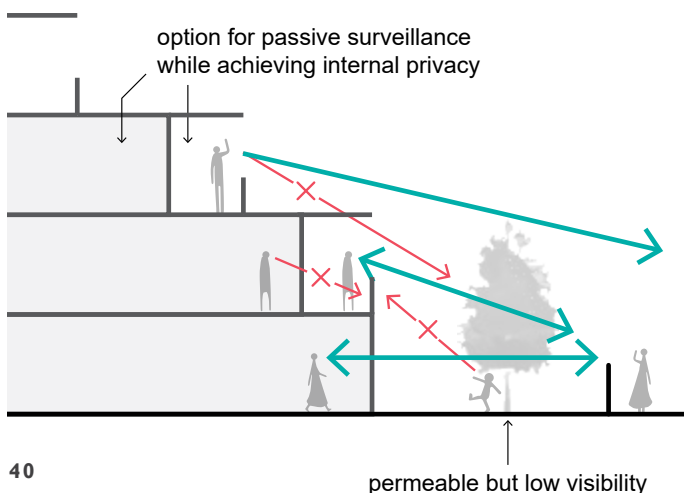 option for passive surveillance
while achieving internal privacy
40
permeable but low visibility